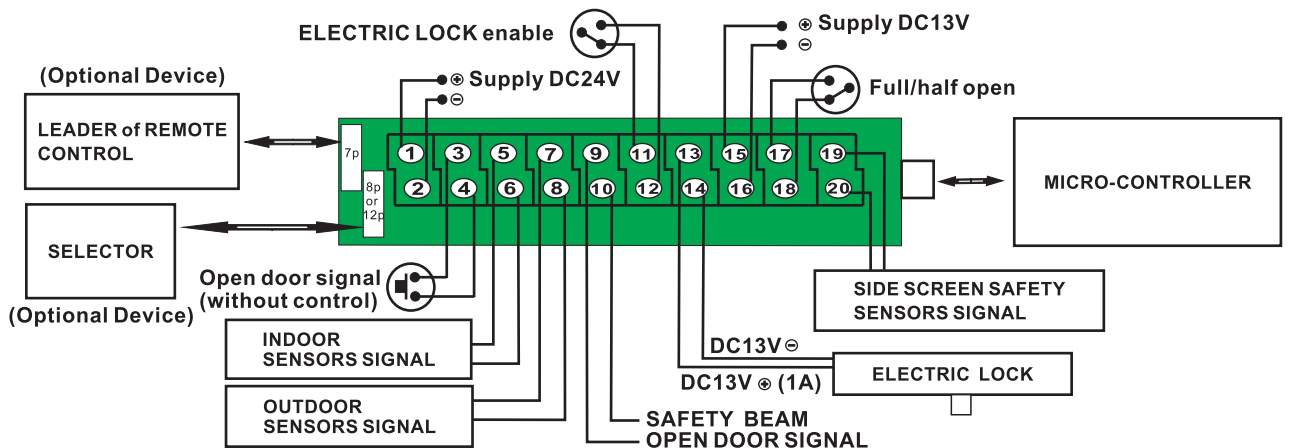 ELECTRIC LOCK enable
⊕ Supply DC13V
⊖
(Optional Device)
⊕ Supply DC24V
⊖
Full/half open
LEADER of REMOTE
CONTROL
7p
1 3 5 7 9 11 13 15 17 19
2 4 6 8 10 12 14 16 18 20
8p
or
12p
MICRO-CONTROLLER
SELECTOR
(Optional Device)
Open door signal
(without control)
SIDE SCREEN SAFETY
SENSORS SIGNAL
INDOOR
SENSORS SIGNAL
DC13V ⊖
DC13V ⊕ (1A)
ELECTRIC LOCK
OUTDOOR
SENSORS SIGNAL
SAFETY BEAM
OPEN DOOR SIGNAL